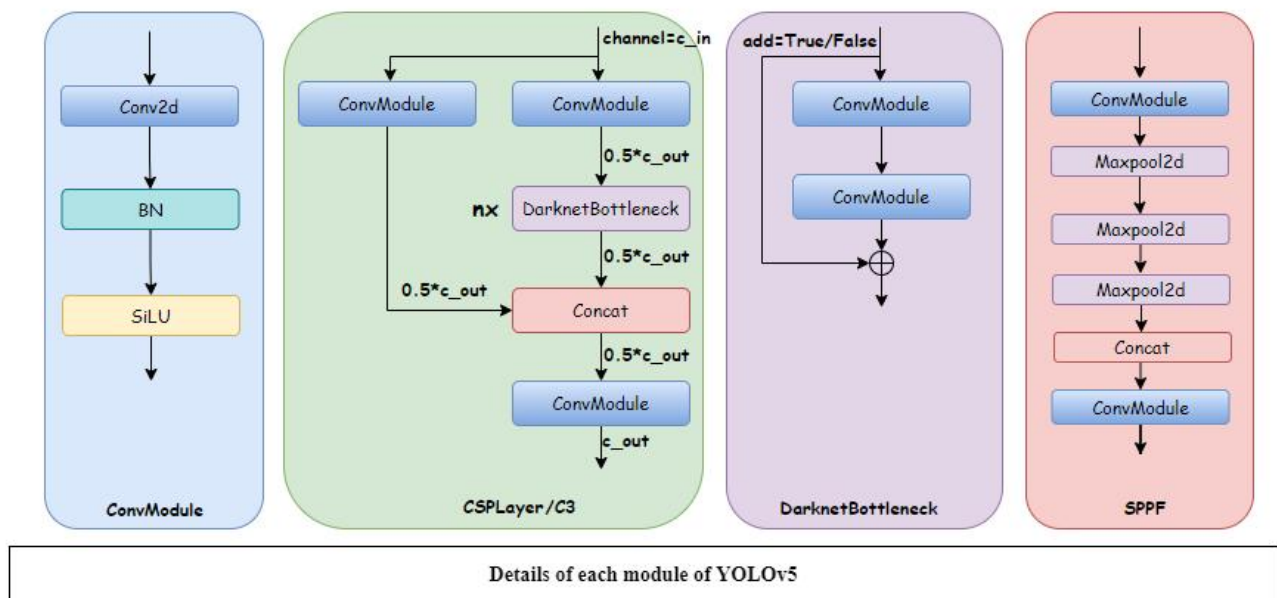 Conv2d
BN
SiLU
ConvModule
channel=c_in
ConvModule
ConvModule
0.5*c_out
nx
DarknetBottleneck
0.5*c_out
0.5*c_out
Concat
0.5*c_out
ConvModule
c_out
CSPLayer/C3
add=True/False
ConvModule
ConvModule
DarknetBottleneck
ConvModule
Maxpool2d
Maxpool2d
Maxpool2d
Concat
ConvModule
SPPF
Details of each module of YOLOv5